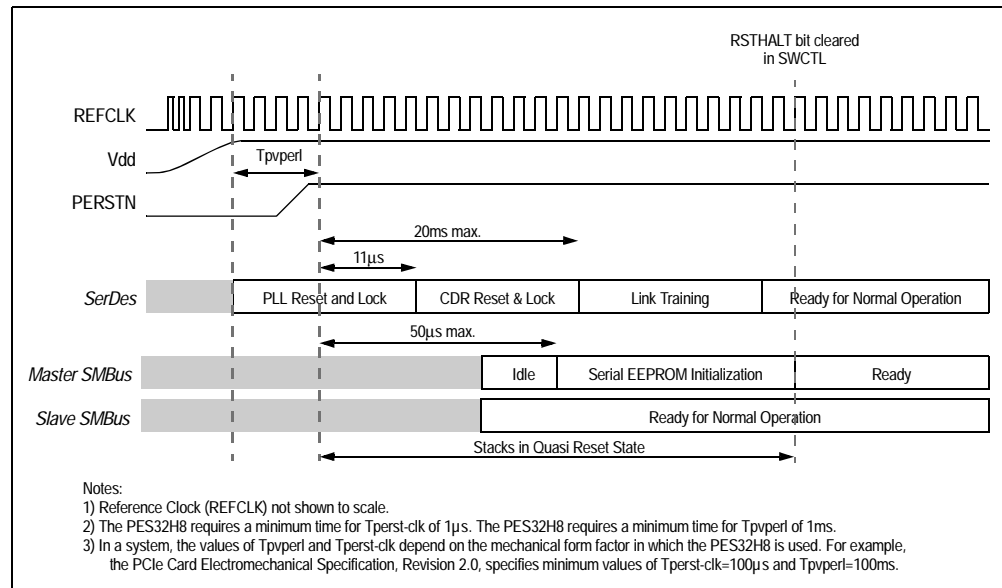 RSTHALT bit cleared
in SWCTL
REFCLK
Vdd
Tpvperl
PERSTN
20ms max.
11µs
SerDes
PLL Reset and Lock
CDR Reset & Lock
Link Training
Ready for Normal Operation
50µs max.
Master SMBus
Idle
Serial EEPROM Initialization
Ready
Slave SMBus
Ready for Normal Operation
Stacks in Quasi Reset State
Notes:
1) Reference Clock (REFCLK) not shown to scale.
2) The PES32H8 requires a minimum time for Tperst-clk of 1µs. The PES32H8 requires a minimum time for Tpvperl of 1ms.
3) In a system, the values of Tpvperl and Tperst-clk depend on the mechanical form factor in which the PES32H8 is used. For example,
the PCIe Card Electromechanical Specification, Revision 2.0, specifies minimum values of Tperst-clk=100µs and Tpvperl=100ms.